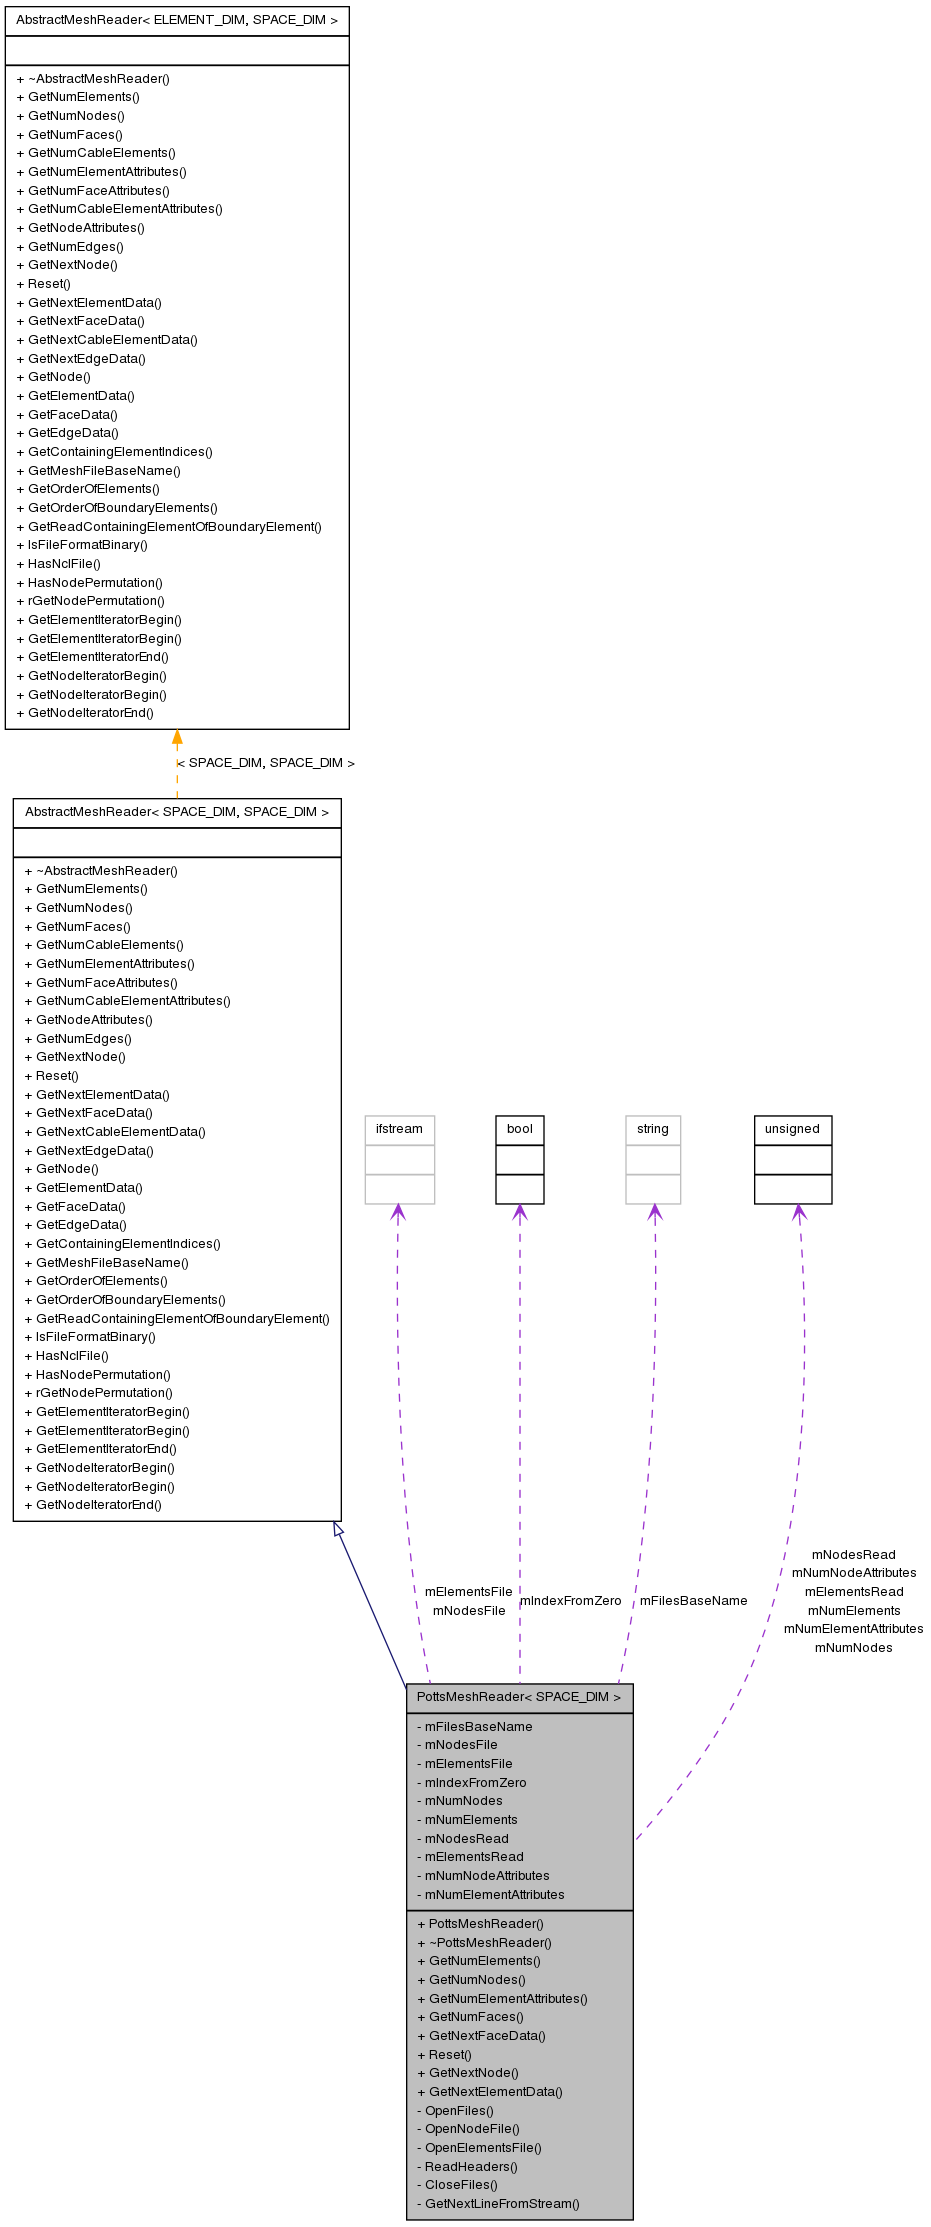 AbstractMeshReader< ELEMENT_DIM, SPACE_DIM >
+ ~AbstractMeshReader()
+ GetNumElements()
+ GetNumNodes()
+ GetNumFaces()
+ GetNumCableElements()
+ GetNumElementAttributes()
+ GetNumFaceAttributes()
+ GetNumCableElementAttributes()
+ GetNodeAttributes()
+ GetNumEdges()
+ GetNextNode()
+ Reset()
+ GetNextElementData()
+ GetNextFaceData()
+ GetNextCableElementData()
+ GetNextEdgeData()
+ GetNode()
+ GetElementData()
+ GetFaceData()
+ GetEdgeData()
+ GetContainingElementIndices()
+ GetMeshFileBaseName()
+ GetOrderOfElements()
+ GetOrderOfBoundaryElements()
+ GetReadContainingElementOfBoundaryElement()
+ IsFileFormatBinary()
+ HasNclFile()
+ HasNodePermutation()
+ rGetNodePermutation()
+ GetElementIteratorBegin()
+ GetElementIteratorBegin()
+ GetElementIteratorEnd()
+ GetNodeIteratorBegin()
+ GetNodeIteratorBegin()
+ GetNodeIteratorEnd()
< SPACE_DIM, SPACE_DIM >
AbstractMeshReader< SPACE_DIM, SPACE_DIM >
+ ~AbstractMeshReader()
+ GetNumElements()
+ GetNumNodes()
+ GetNumFaces()
+ GetNumCableElements()
+ GetNumElementAttributes()
+ GetNumFaceAttributes()
+ GetNumCableElementAttributes()
+ GetNodeAttributes()
+ GetNumEdges()
+ GetNextNode()
+ Reset()
+ GetNextElementData()
+ GetNextFaceData()
+ GetNextCableElementData()
+ GetNextEdgeData()
+ GetNode()
+ GetElementData()
+ GetFaceData()
+ GetEdgeData()
+ GetContainingElementIndices()
+ GetMeshFileBaseName()
+ GetOrderOfElements()
+ GetOrderOfBoundaryElements()
+ GetReadContainingElementOfBoundaryElement()
+ IsFileFormatBinary()
+ HasNclFile()
+ HasNodePermutation()
+ rGetNodePermutation()
+ GetElementIteratorBegin()
+ GetElementIteratorBegin()
+ GetElementIteratorEnd()
+ GetNodeIteratorBegin()
+ GetNodeIteratorBegin()
+ GetNodeIteratorEnd()
ifstream
bool
string
unsigned
mElementsFile
mNodesFile
mIndexFromZero
mFilesBaseName
mNodesRead
mNumNodeAttributes
mElementsRead
mNumElements
mNumElementAttributes
mNumNodes
PottsMeshReader< SPACE_DIM >
- mFilesBaseName
- mNodesFile
- mElementsFile
- mIndexFromZero
- mNumNodes
- mNumElements
- mNodesRead
- mElementsRead
- mNumNodeAttributes
- mNumElementAttributes
+ PottsMeshReader()
+ ~PottsMeshReader()
+ GetNumElements()
+ GetNumNodes()
+ GetNumElementAttributes()
+ GetNumFaces()
+ GetNextFaceData()
+ Reset()
+ GetNextNode()
+ GetNextElementData()
- OpenFiles()
- OpenNodeFile()
- OpenElementsFile()
- ReadHeaders()
- CloseFiles()
- GetNextLineFromStream()